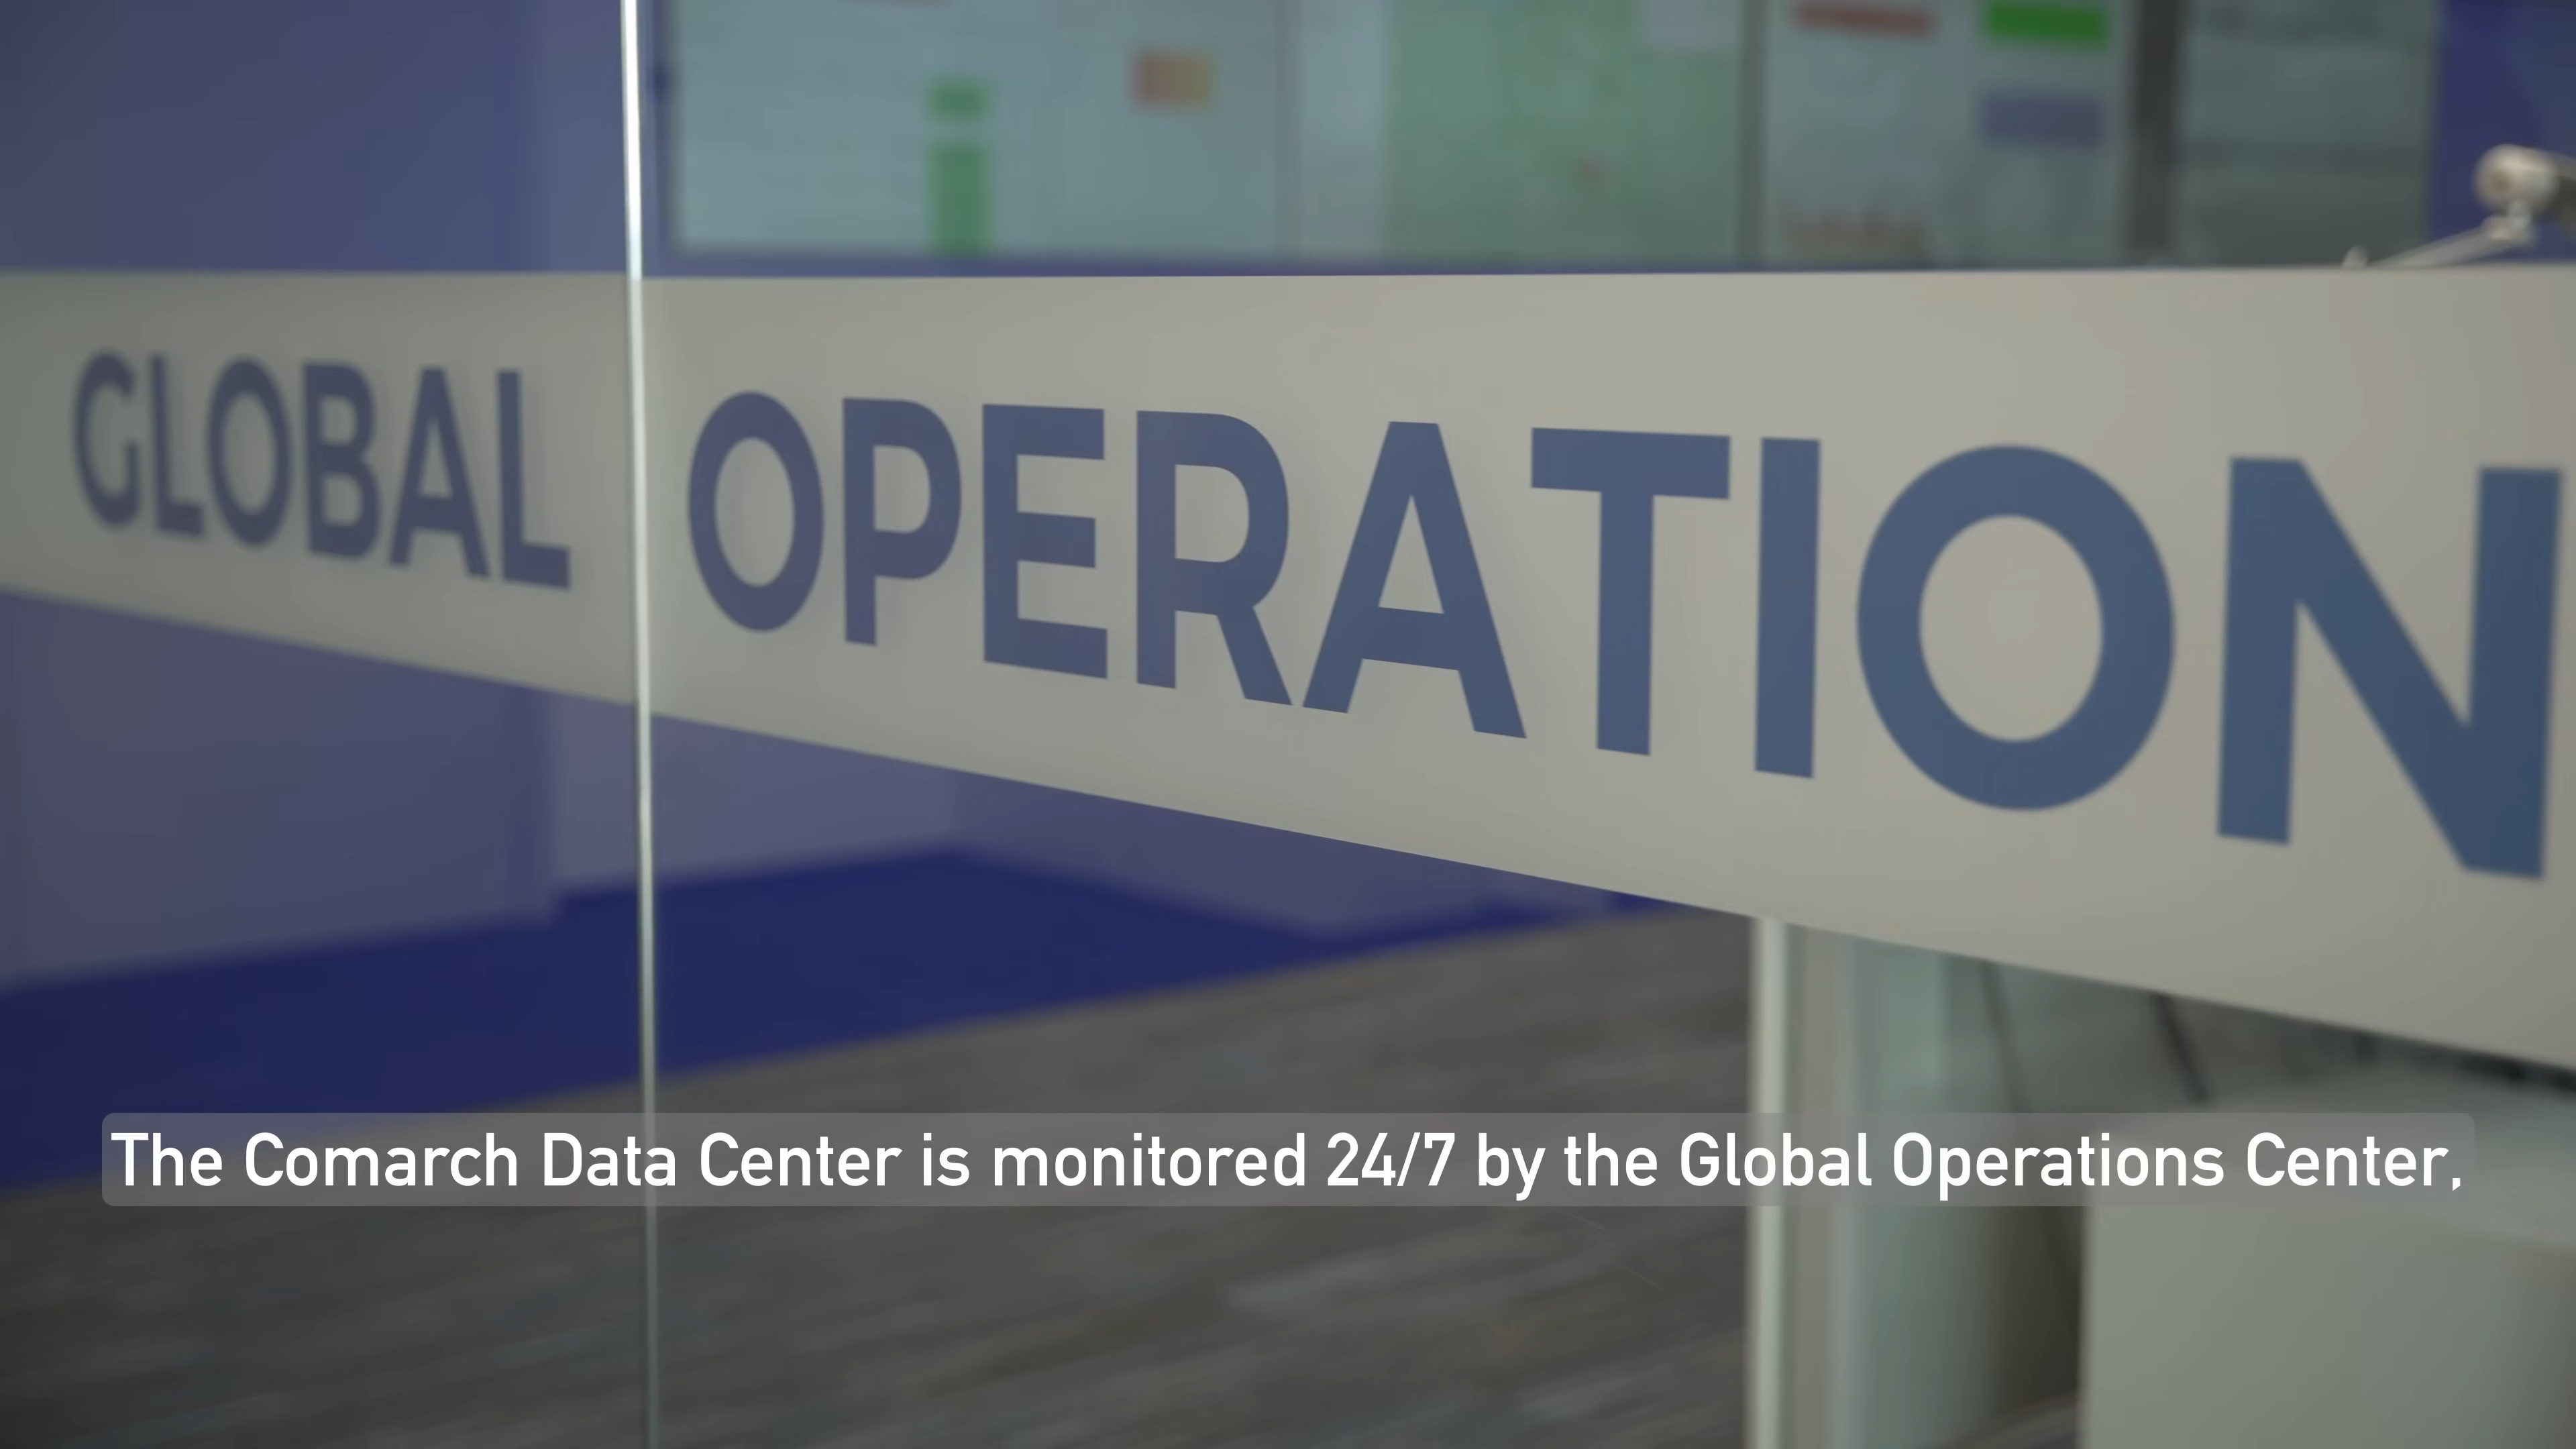 GLOBAL OPERATION
The Comarch Data Center is monitored 24/7 by the Global Operations Center,